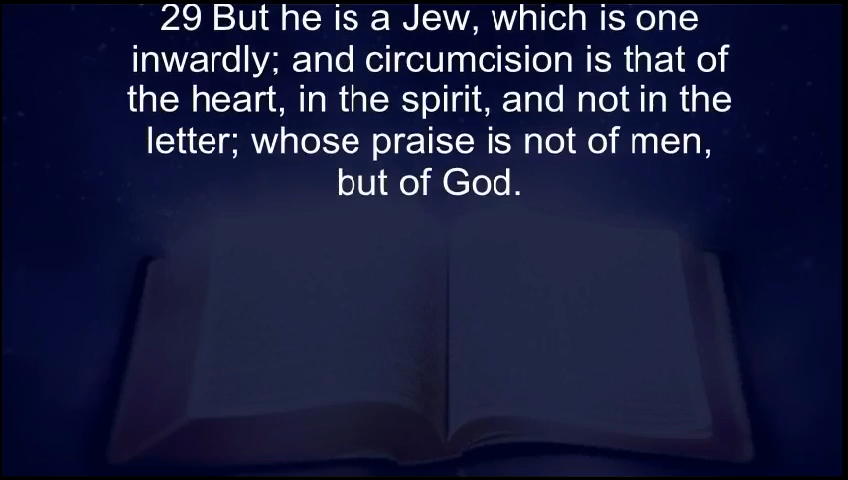 29 But he is a Jew, which is one
inwardly; and circumcision is that of
the heart, in the spirit, and not in the
letter; whose praise is not of men,
but of God.